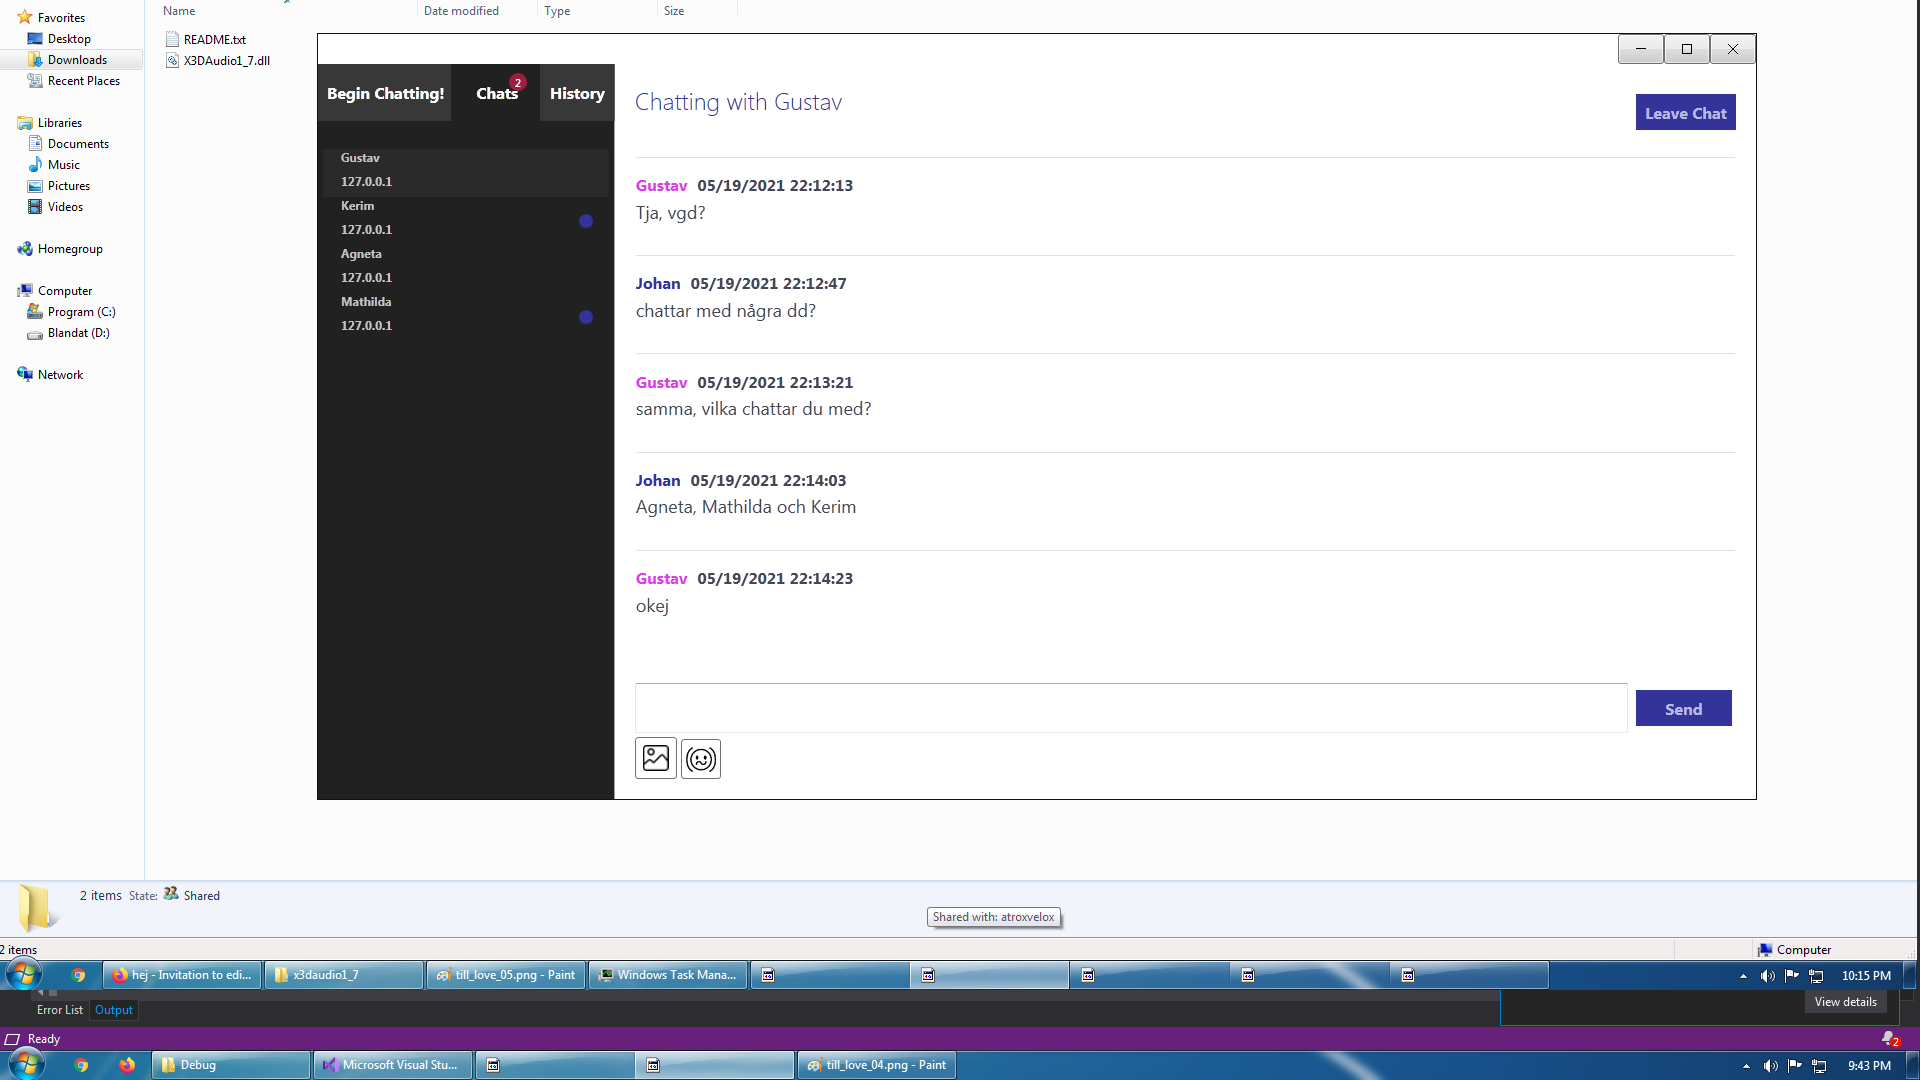 Favorites
Desktop
Downloads
Recent Places
Libraries
Documents
Music
Pictures
Videos
Homegroup
Computer
Program (C:)
Blandat (D:)
Network
Name
Date modified
Type
Size
README.txt
X3DAudio1_7.dll
Begin Chatting!
Chats
2
History
Gustav
127.0.0.1
Kerim
127.0.0.1
Agneta
127.0.0.1
Mathilda
127.0.0.1
Chatting with Gustav
Leave Chat
Gustav 05/19/2021 22:12:13
Tja, vgd?
Johan 05/19/2021 22:12:47
chattar med några dd?
Gustav 05/19/2021 22:13:21
samma, vilka chattar du med?
Johan 05/19/2021 22:14:03
Agneta, Mathilda och Kerim
Gustav 05/19/2021 22:14:23
okej
Send
2 items State: Shared
Shared with: atroxvelox
2 items
Computer
hej - Invitation to edi...
x3daudio1_7
till_love_05.png - Paint
Windows Task Mana...
10:15 PM
View details
Error List
Output
Ready
2
Debug
Microsoft Visual Stu...
till_love_04.png - Paint
9:43 PM